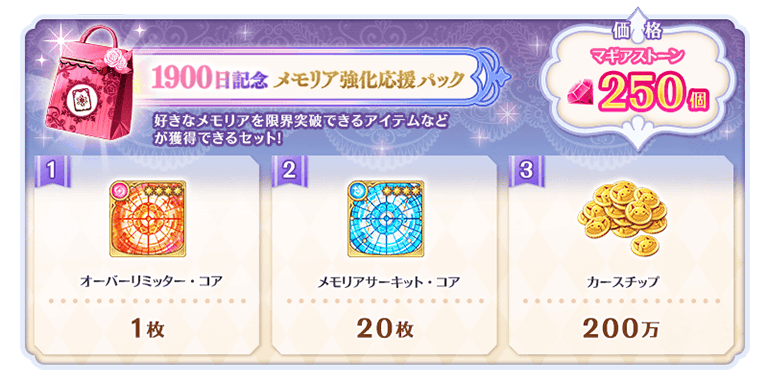 価格
マギアストーン
250個
1900日記念 メモリア強化応援パック
好きなメモリアを限界突破できるアイテムなど
が獲得できるセット!
1
オーバーリミッター・コア
1枚
2
メモリアサーキット・コア
20枚
3
カースチップ
200万